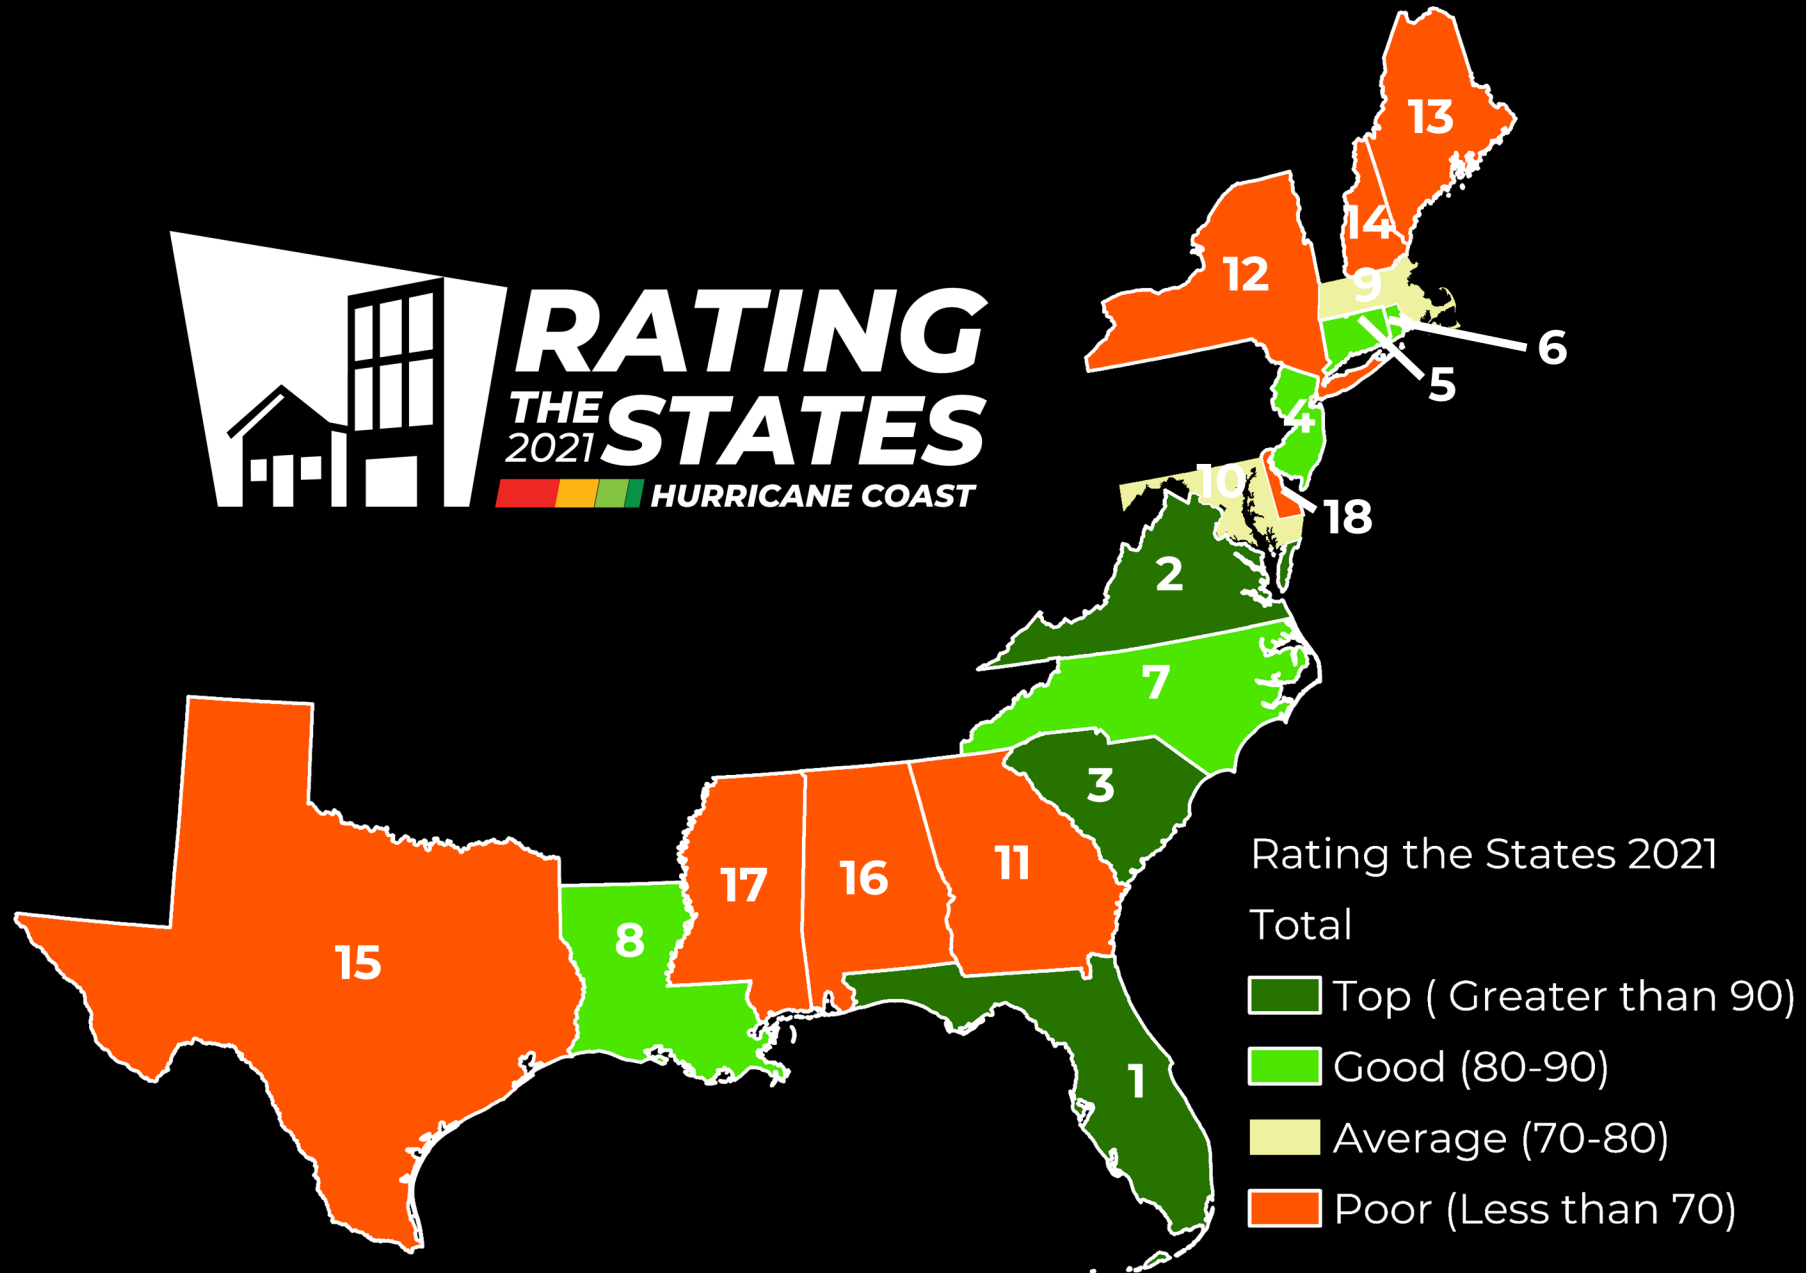 RATING
THE STATES
2021
HURRICANE COAST
13
14
12
9
6
5
4
10
18
2
7
3
11
16
17
8
15
1
Rating the States 2021
Total
Top ( Greater than 90)
Good (80-90)
Average (70-80)
Poor (Less than 70)